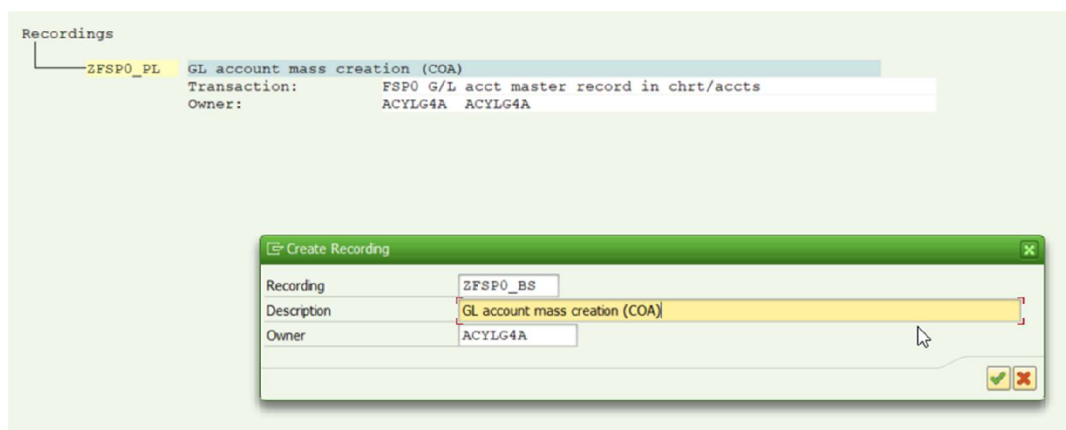 Recordings
ZFSP0_PL GL account mass creation (COA)
Transaction: FSP0 G/L acct master record in chrt/accts
Owner: ACYLG4A ACYLG4A
Create Recording
Recording ZFSP0_BS
Description GL account mass creation (COA)
Owner ACYLG4A